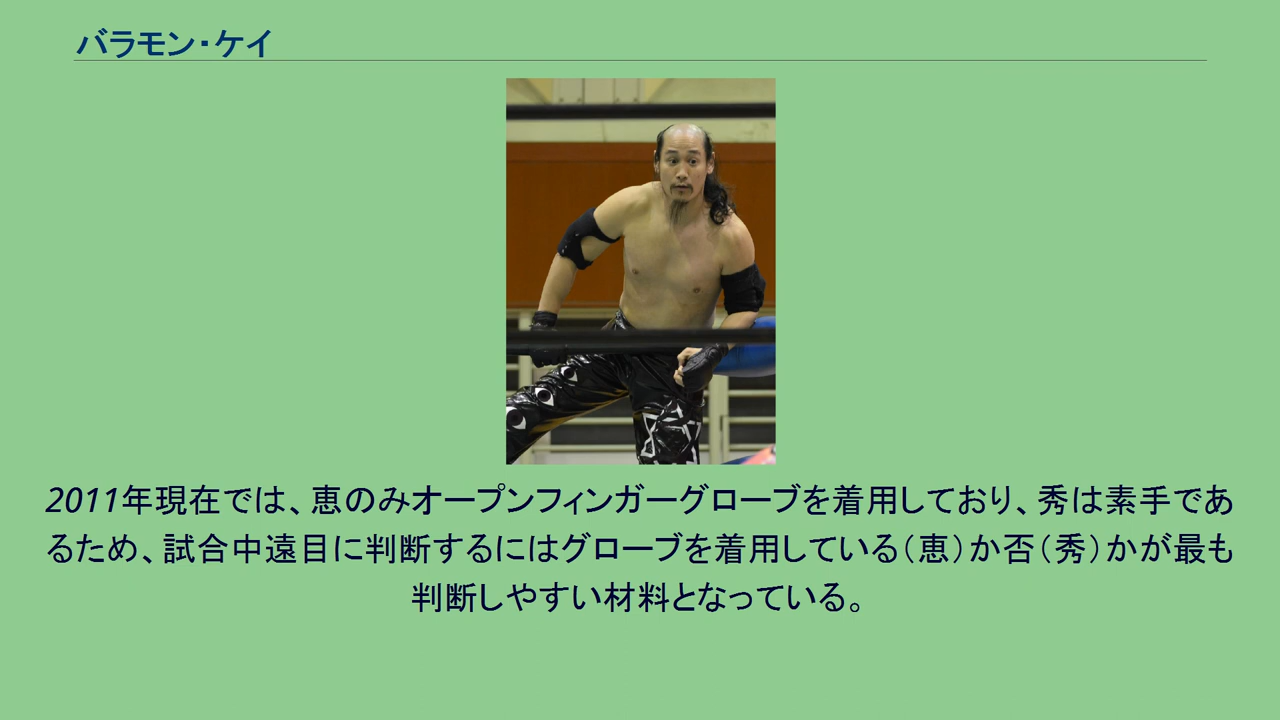 バラモン・ケイ
2011年現在では、恵のみオープンフィンガーグローブを着用しており、秀は素手であ
るため、試合中遠目に判断するにはグローブを着用している（恵）か否（秀）かが最も
判断しやすい材料となっている。